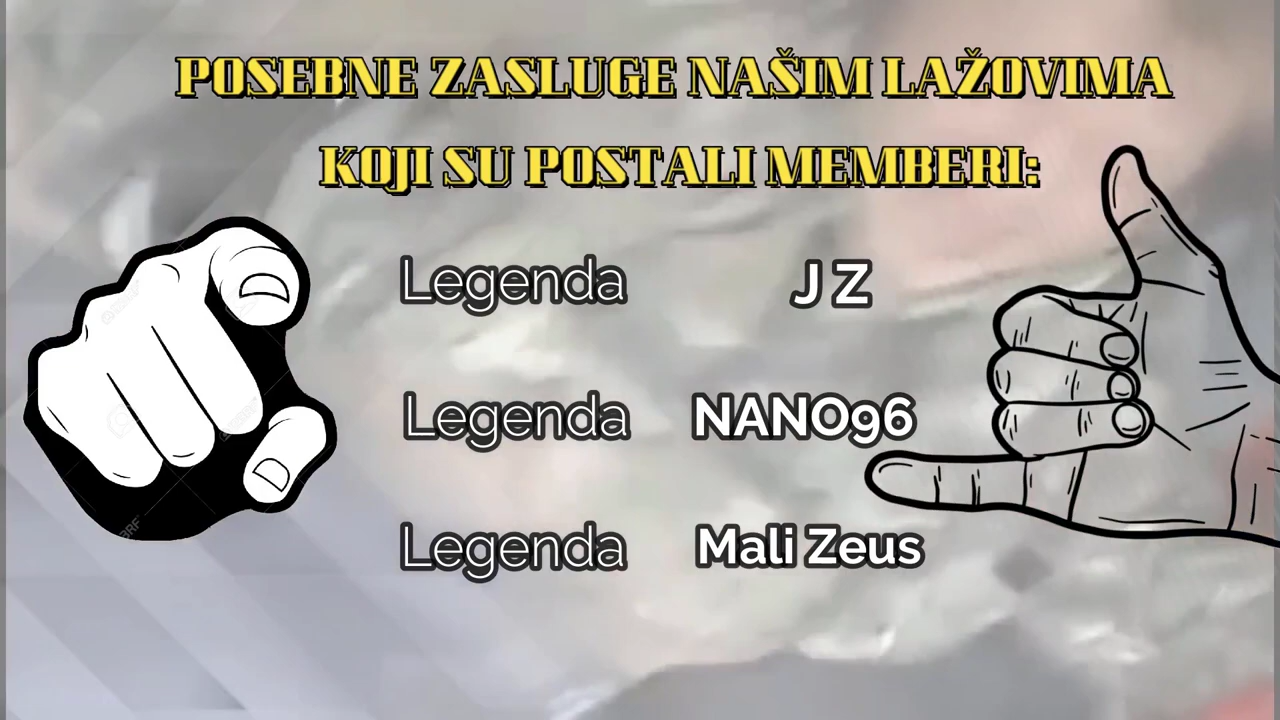 POSEBNE ZASLUGE NAŠIM LAŽOVIMA
KOJI SU POSTALI MEMBERI:
Legenda J Z
Legenda NANO96
Legenda Mali Zeus